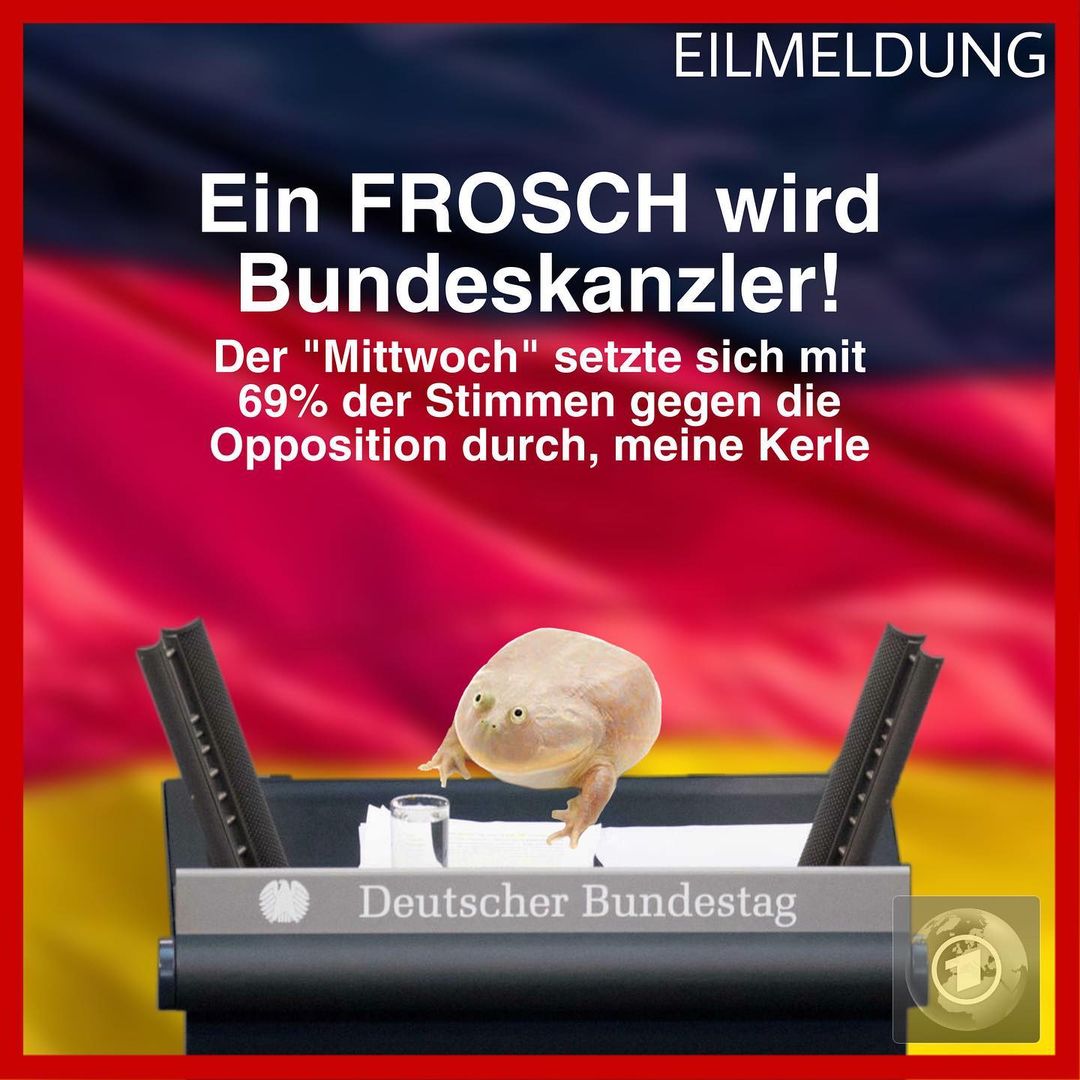 EILMELDUNG
Ein FROSCH wird
Bundeskanzler!
Der "Mittwoch" setzte sich mit
69% der Stimmen gegen die
Opposition durch, meine Kerle
Deutscher Bundestag
1